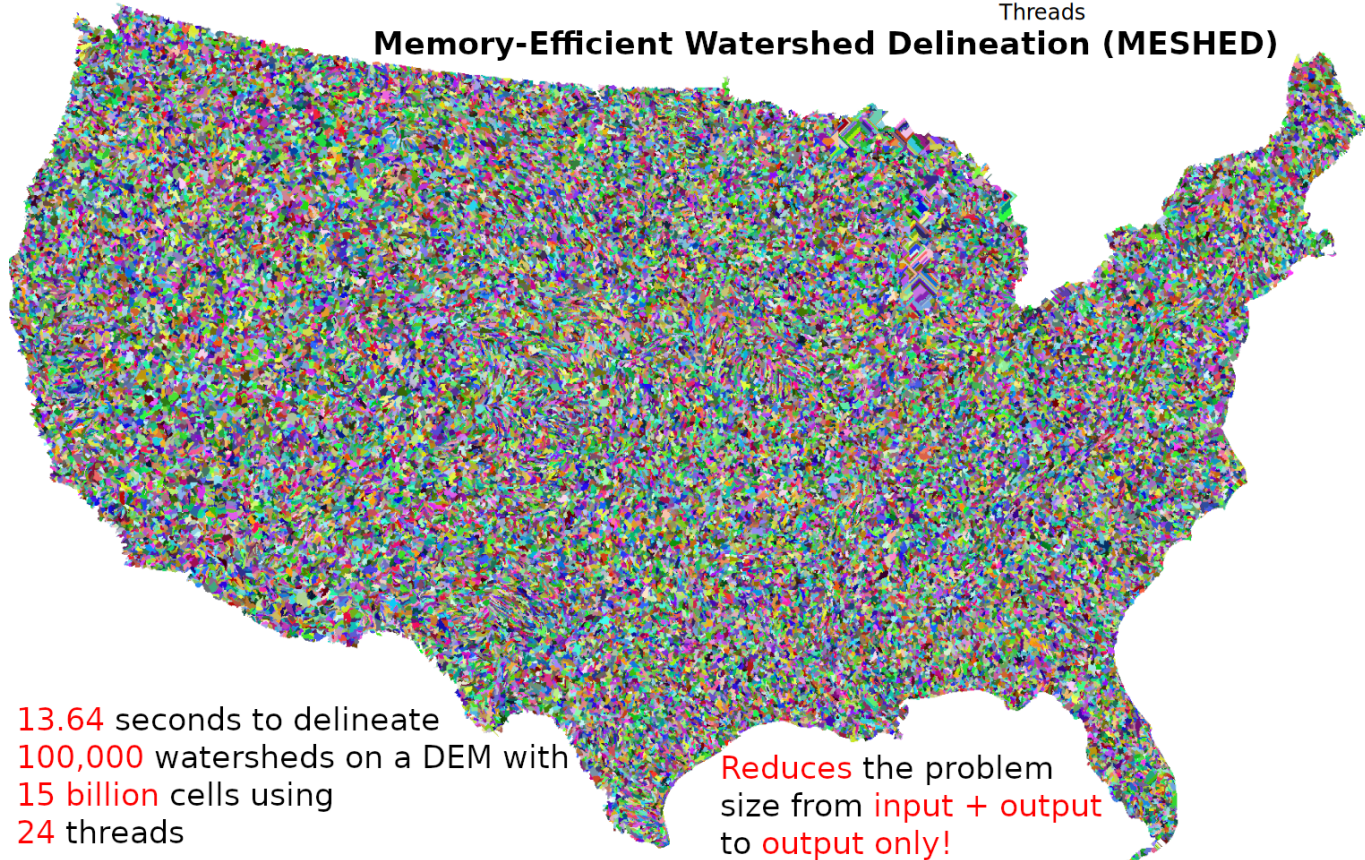 Threads
Memory-Efficient Watershed Delineation (MESHED)
13.64 seconds to delineate
100,000 watersheds on a DEM with
15 billion cells using
24 threads
Reduces the problem
size from input + output
to output only!